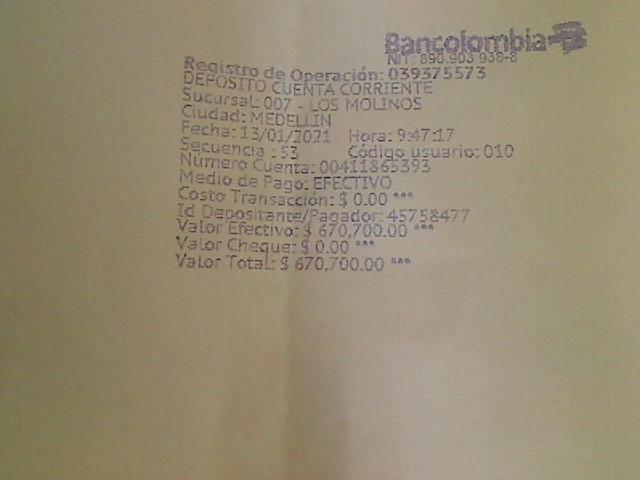 Bancolombia
NIT: 890.903.938-8
Registro de Operación: 039375573
DEPOSITO CUENTA CORRIENTE
Sucursal: 007 - LOS MOLINOS
Ciudad: MEDELLIN
Fecha: 13/01/2021 Hora: 9:47:17
Secuencia : 53 Código usuario: 010
Número Cuenta: 00411865393
Medio de Pago: EFECTIVO
Costo Transacción: $ 0.00 ***
Id Depositante/Pagador: 45758477
Valor Efectivo: $ 670,700.00 ***
Valor Cheque: $ 0.00 ***
Valor Total: $ 670,700.00 ***